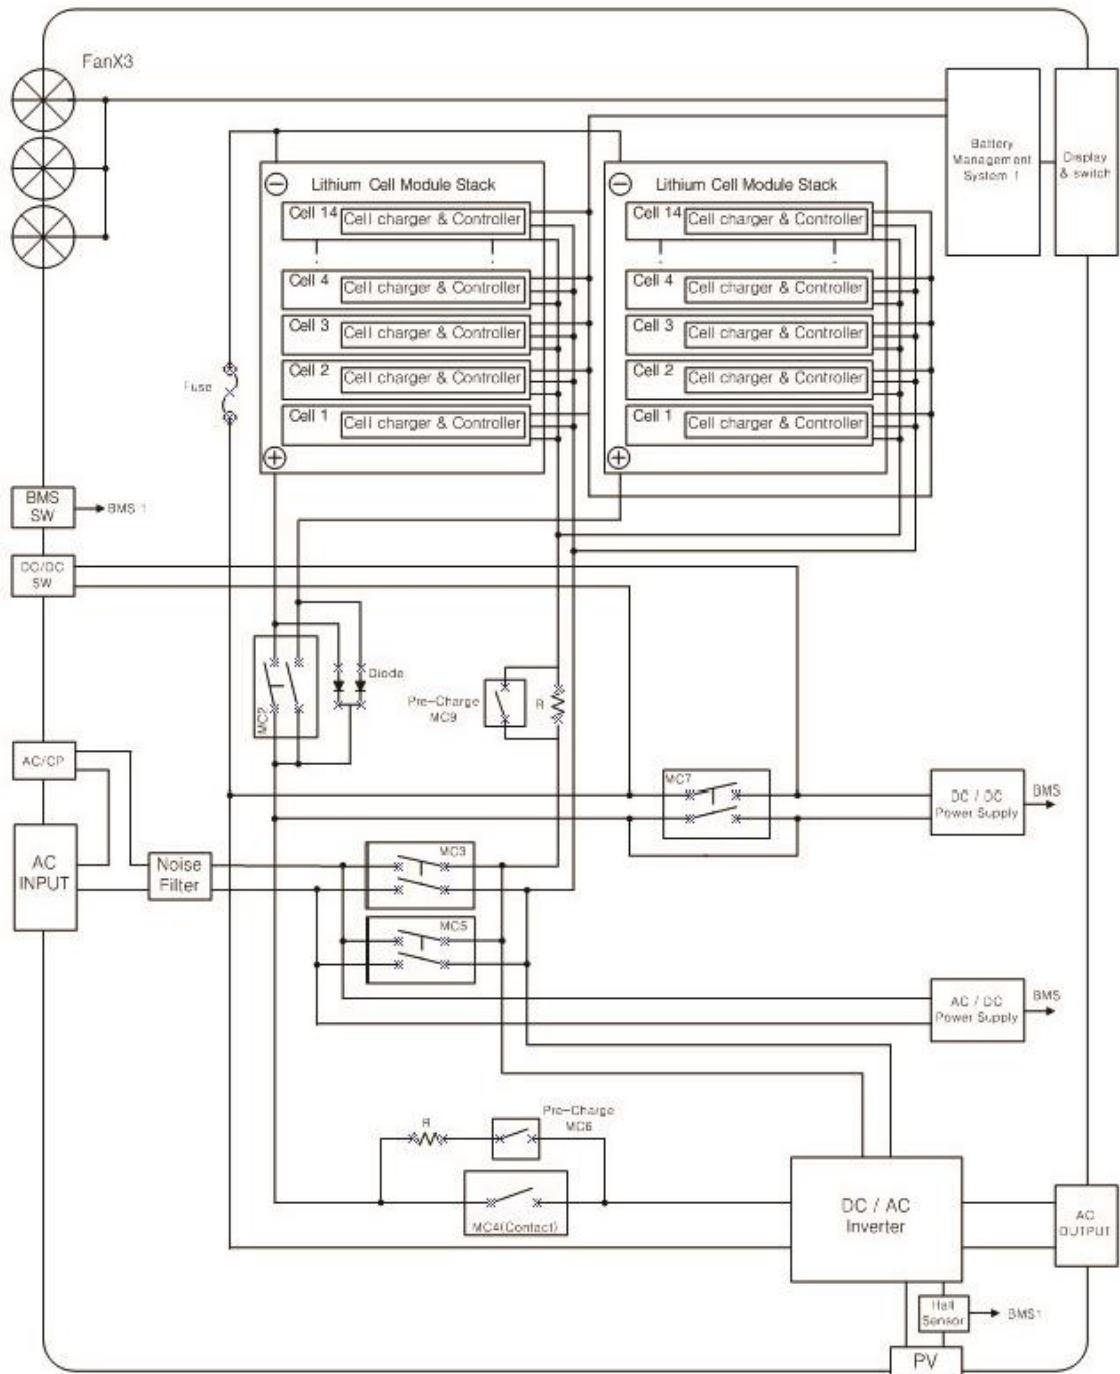 FanX3
Battery
Management
System 1
Display
& switch
Lithium Cell Module Stack
Cell 14 Cell charger & Controller
Cell 4 Cell charger & Controller
Cell 3 Cell charger & Controller
Cell 2 Cell charger & Controller
Cell 1 Cell charger & Controller
Lithium Cell Module Stack
Cell 14 Cell charger & Controller
Cell 4 Cell charger & Controller
Cell 3 Cell charger & Controller
Cell 2 Cell charger & Controller
Cell 1 Cell charger & Controller
Fuse
BMS
SW
BMS 1
DC/DC
SW
MC2
Diode
Pre-Charge
MC9
R
AC/CP
MC7
DC / DC
Power Supply
BMS
AC
INPUT
Noise
Filter
MC3
MC5
AC / DC
Power Supply
BMS
R
Pre-Charge
MC6
MC4(Contact)
DC / AC
Inverter
AC
OUTPUT
Hall
Sensor
BMS1
PV